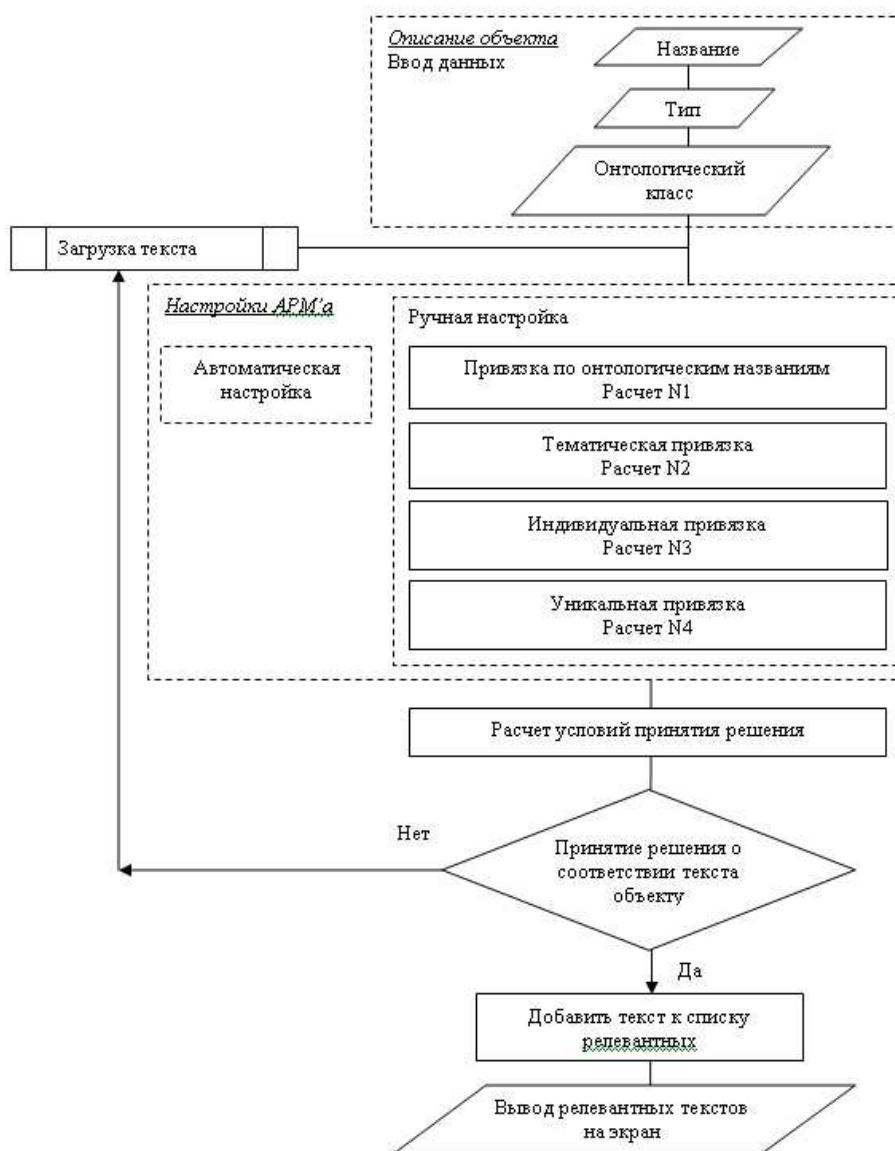 Описание объекта
Ввод данных
Название
Тип
Онтологический
класс
Загрузка текста
Настройки АРМ'а
Автоматическая
настройка
Ручная настройка
Привязка по онтологическим названиям
Расчет N1
Тематическая привязка
Расчет N2
Индивидуальная привязка
Расчет N3
Уникальная привязка
Расчет N4
Расчет условий принятия решения
Нет
Принятие решения о
соответствии текста
объекту
Да
Добавить текст к списку
релевантных
Вывод релевантных текстов
на экран